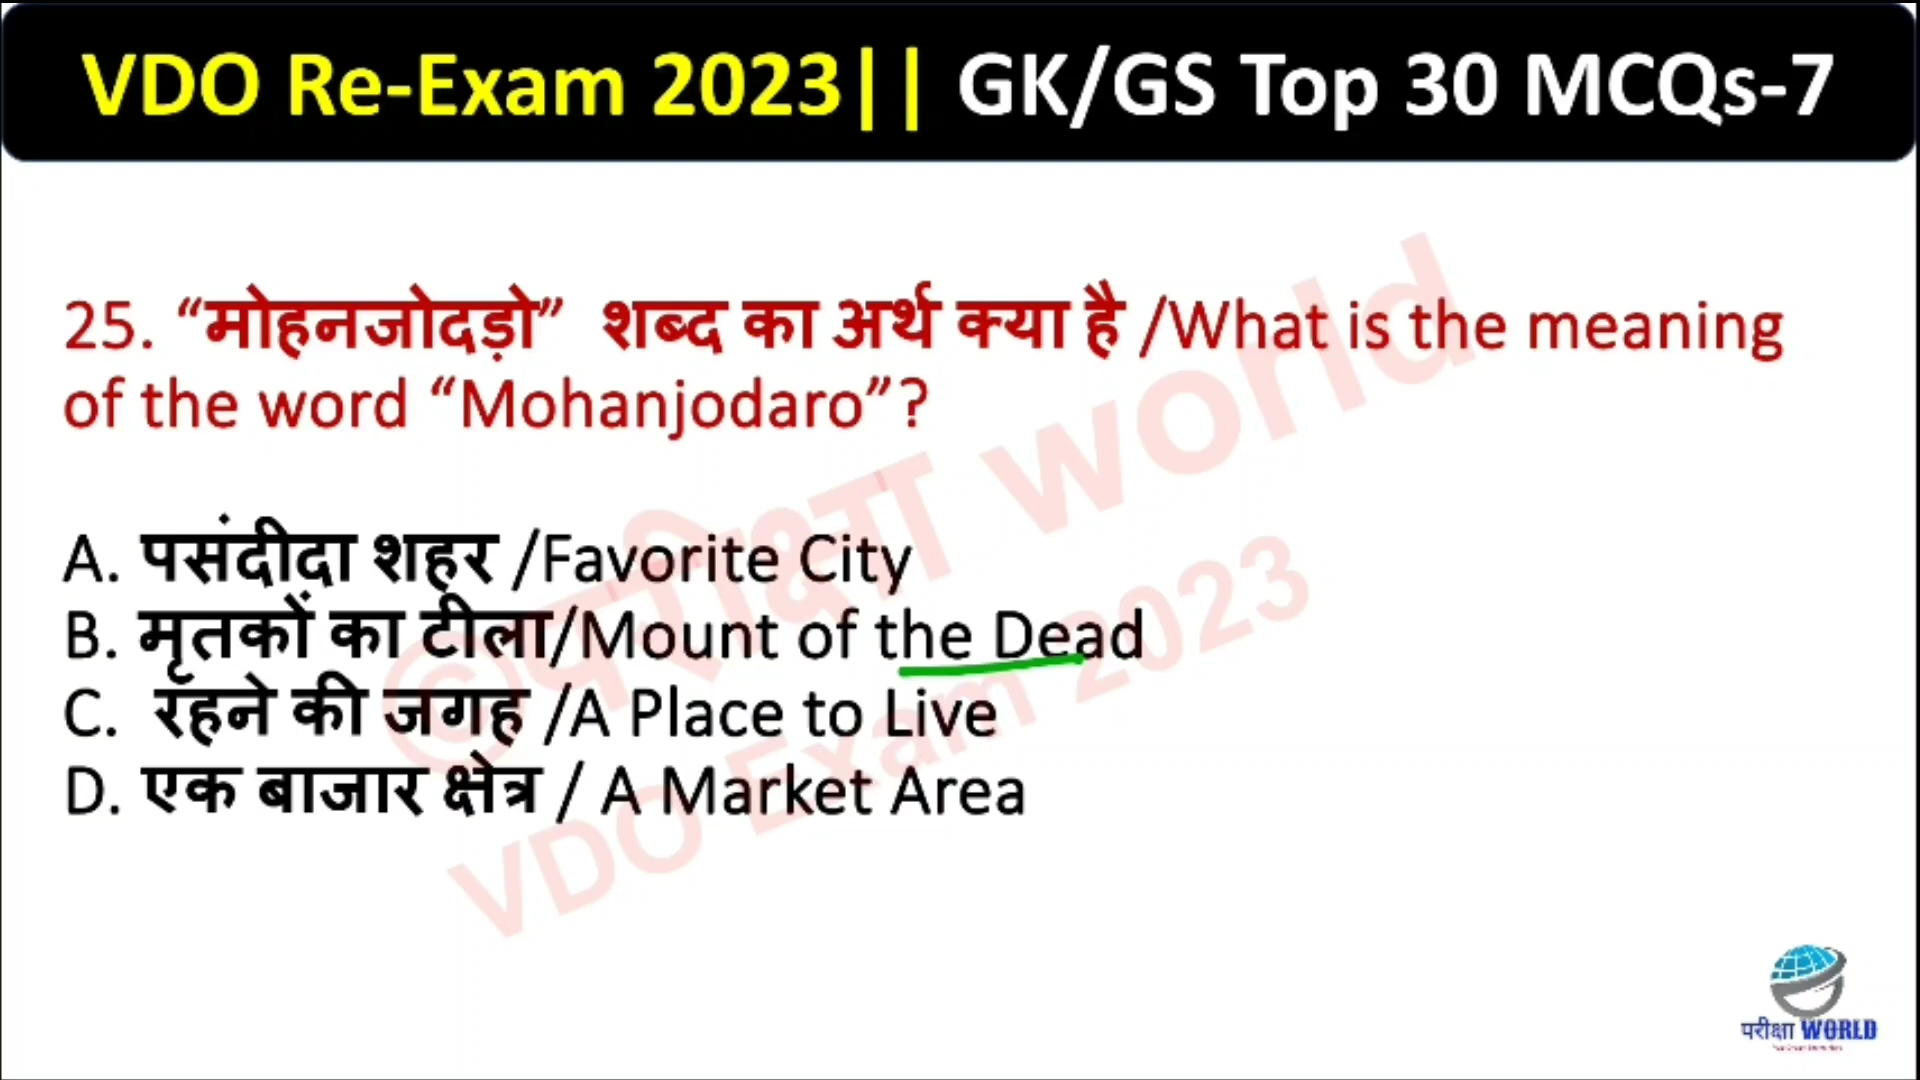 VDO Re-Exam 2023|| GK/GS Top 30 MCQs-7
25. “मोहनजोदड़ो” शब्द का अर्थ क्या है /What is the meaning
of the word “Mohanjodaro”?
A. पसंदीदा शहर /Favorite City
B. मृतकों का टीला/Mount of the Dead
C. रहने की जगह /A Place to Live
D. एक बाजार क्षेत्र / A Market Area
©परीक्षा world
VDO Exam 2023
परीक्षा WORLD